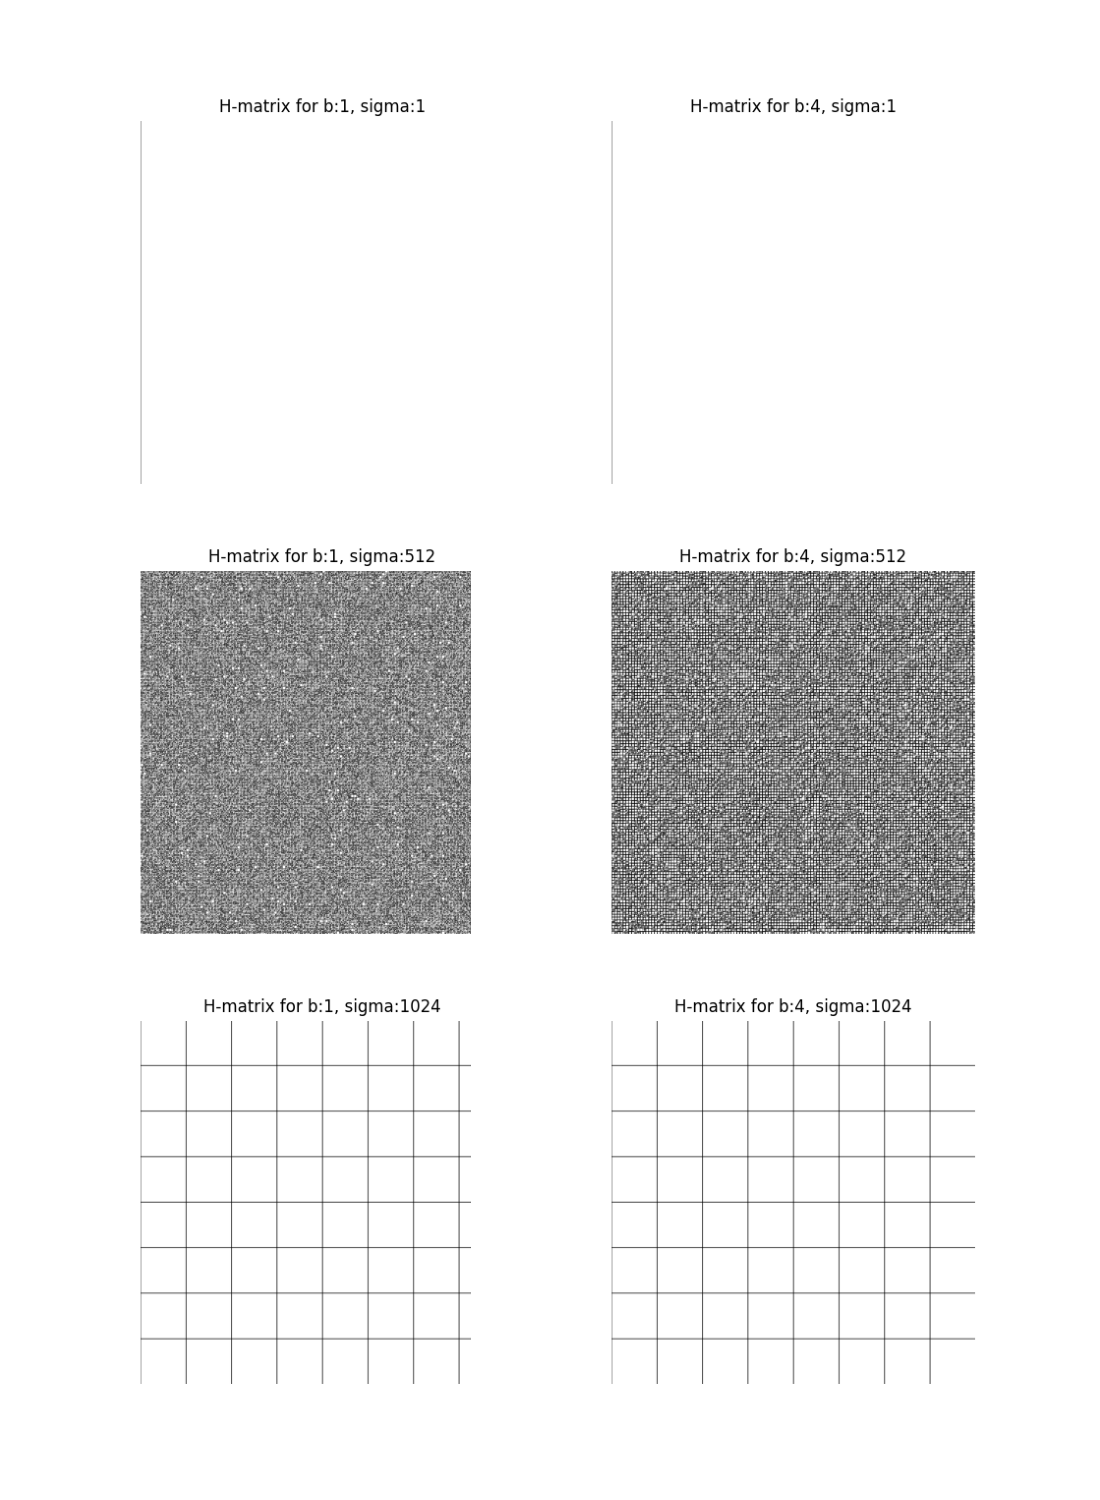 H-matrix for b:1, sigma:1
H-matrix for b:4, sigma:1
H-matrix for b:1, sigma:512
H-matrix for b:4, sigma:512
H-matrix for b:1, sigma:1024
H-matrix for b:4, sigma:1024